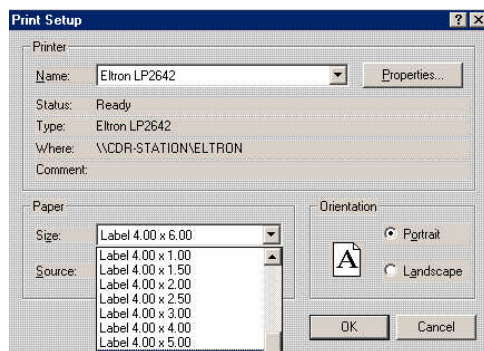 Print Setup
Printer
Name: Eltron LP2642 Properties...
Status: Ready
Type: Eltron LP2642
Where: \\CDR-STATION\ELTRON
Comment:
Paper
Size: Label 4.00 x 6.00
Label 4.00 x 1.00
Label 4.00 x 1.50
Source: Label 4.00 x 2.00
Label 4.00 x 2.50
Label 4.00 x 3.00
Label 4.00 x 4.00
Label 4.00 x 5.00
Orientation
A
Portrait
Landscape
OK Cancel